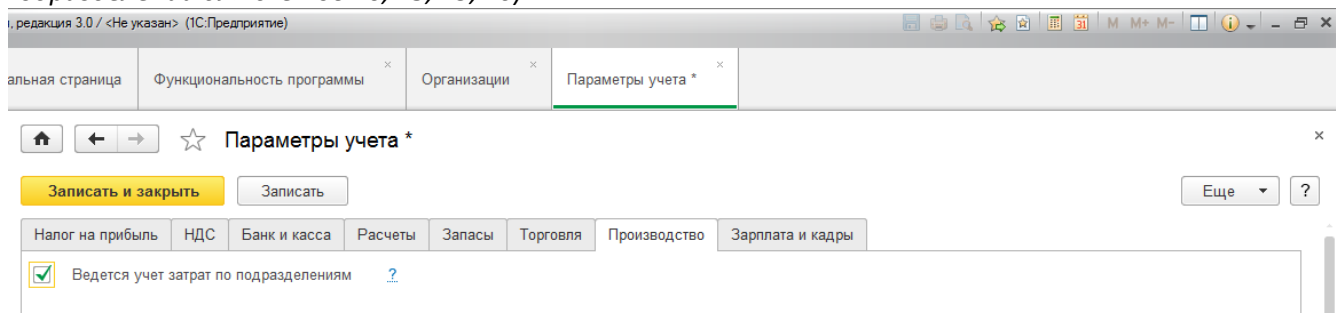 , редакция 3.0 / <Не указан> (1С:Предприятие)
31 M M+ M-
альная страница Функциональность программы Организации Параметры учета *
Параметры учета *
Записать и закрыть Записать Еще ?
Налог на прибыль НДС Банк и касса Расчеты Запасы Торговля Производство Зарплата и кадры
Ведется учет затрат по подразделениям ?